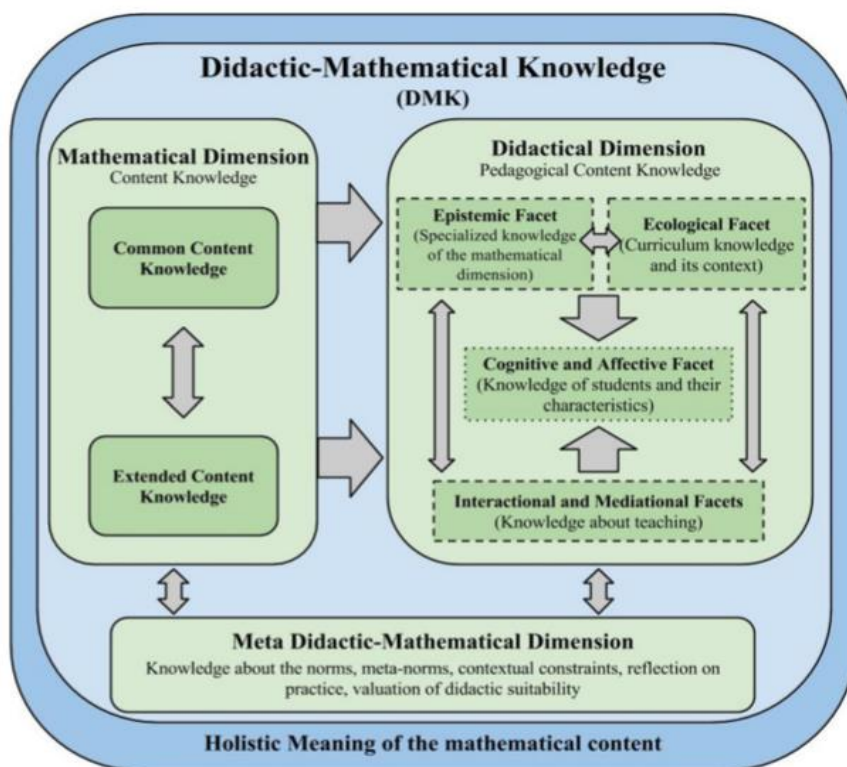 Didactic-Mathematical Knowledge
(DMK)
Mathematical Dimension
Content Knowledge
Common Content
Knowledge
Extended Content
Knowledge
Didactical Dimension
Pedagogical Content Knowledge
Epistemic Facet
(Specialized knowledge
of the mathematical
dimension)
Ecological Facet
(Curriculum knowledge
and its context)
Cognitive and Affective Facet
(Knowledge of students and their
characteristics)
Interactional and Mediational Facets
(Knowledge about teaching)
Meta Didactic-Mathematical Dimension
Knowledge about the norms, meta-norms, contextual constraints, reflection on
practice, valuation of didactic suitability
Holistic Meaning of the mathematical content